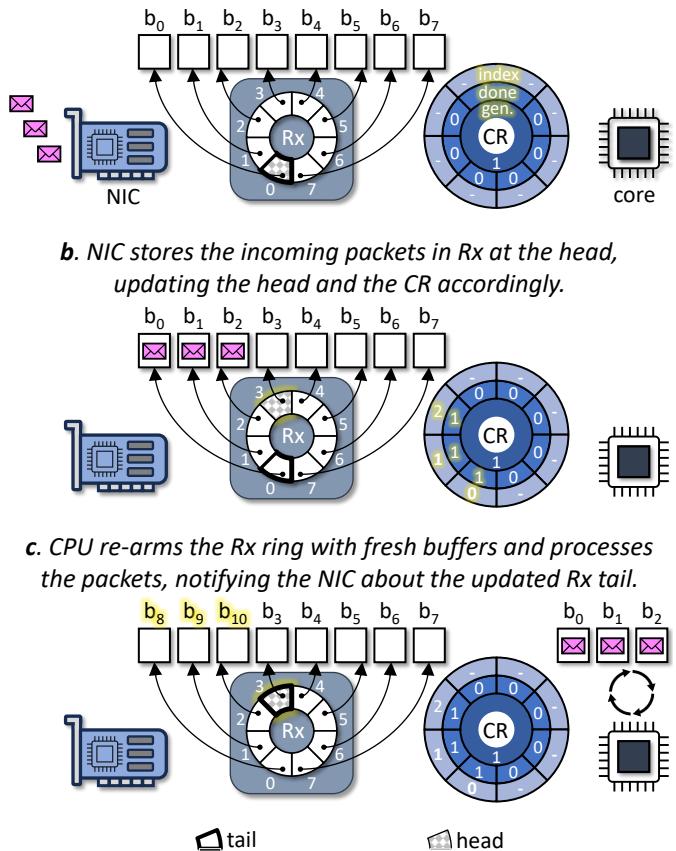 b₀ b₁ b₂ b₃ b₄ b₅ b₆ b₇
3 4
2 5
Rx
1 6
0 7
NIC
index
done
gen.
- -
- 0 0 -
CR
- 0 0 -
1
0 0
- -
core
b. NIC stores the incoming packets in Rx at the head,
updating the head and the CR accordingly.
b₀ b₁ b₂ b₃ b₄ b₅ b₆ b₇
3 4
2 5
Rx
1 6
0 7
- -
0 0
2 1 0 -
CR
1 1 0 -
1
1 0
0 -
c. CPU re-arms the Rx ring with fresh buffers and processes
the packets, notifying the NIC about the updated Rx tail.
b₈ b₉ b₁₀ b₃ b₄ b₅ b₆ b₇
3 4
2 5
Rx
1 6
0 7
- -
0 0
2 1 0 -
CR
1 1 0 -
1
1 0
0 -
b₀ b₁ b₂
tail
head